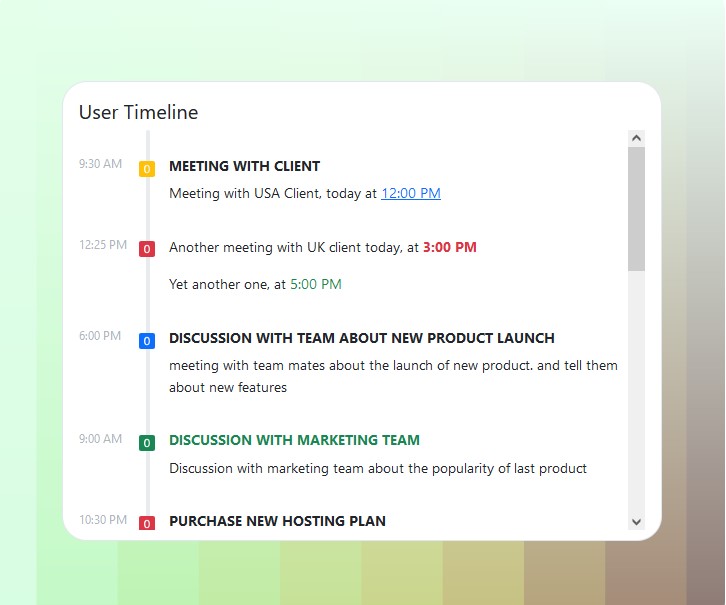 User Timeline
9:30 AM 0 MEETING WITH CLIENT
Meeting with USA Client, today at 12:00 PM
12:25 PM 0 Another meeting with UK client today, at 3:00 PM
Yet another one, at 5:00 PM
6:00 PM 0 DISCUSSION WITH TEAM ABOUT NEW PRODUCT LAUNCH
meeting with team mates about the launch of new product. and tell them
about new features
9:00 AM 0 DISCUSSION WITH MARKETING TEAM
Discussion with marketing team about the popularity of last product
10:30 PM 0 PURCHASE NEW HOSTING PLAN